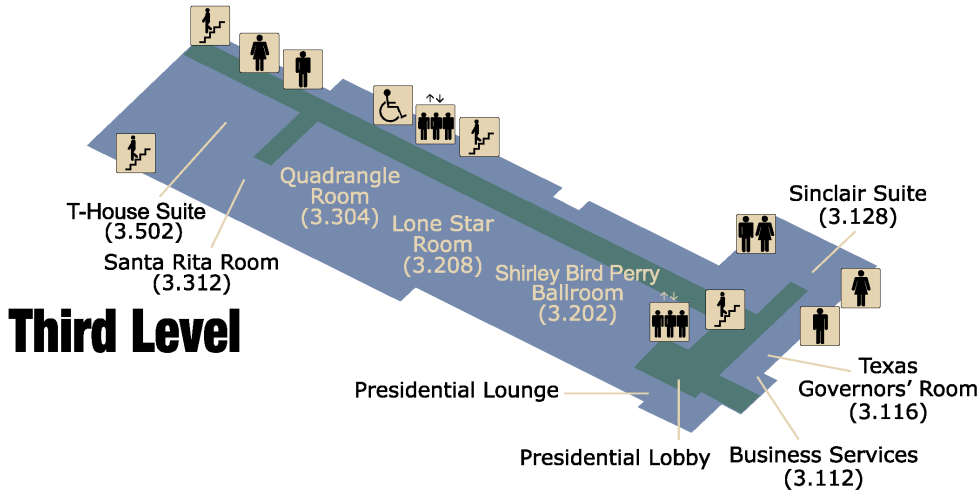 Quadrangle
Room
(3.304)
Lone Star
Room
(3.208)
Shirley Bird Perry
Ballroom
(3.202)
Sinclair Suite
(3.128)
T-House Suite
(3.502)
Santa Rita Room
(3.312)
Third Level
Presidential Lounge
Presidential Lobby
Texas
Governors’ Room
(3.116)
Business Services
(3.112)